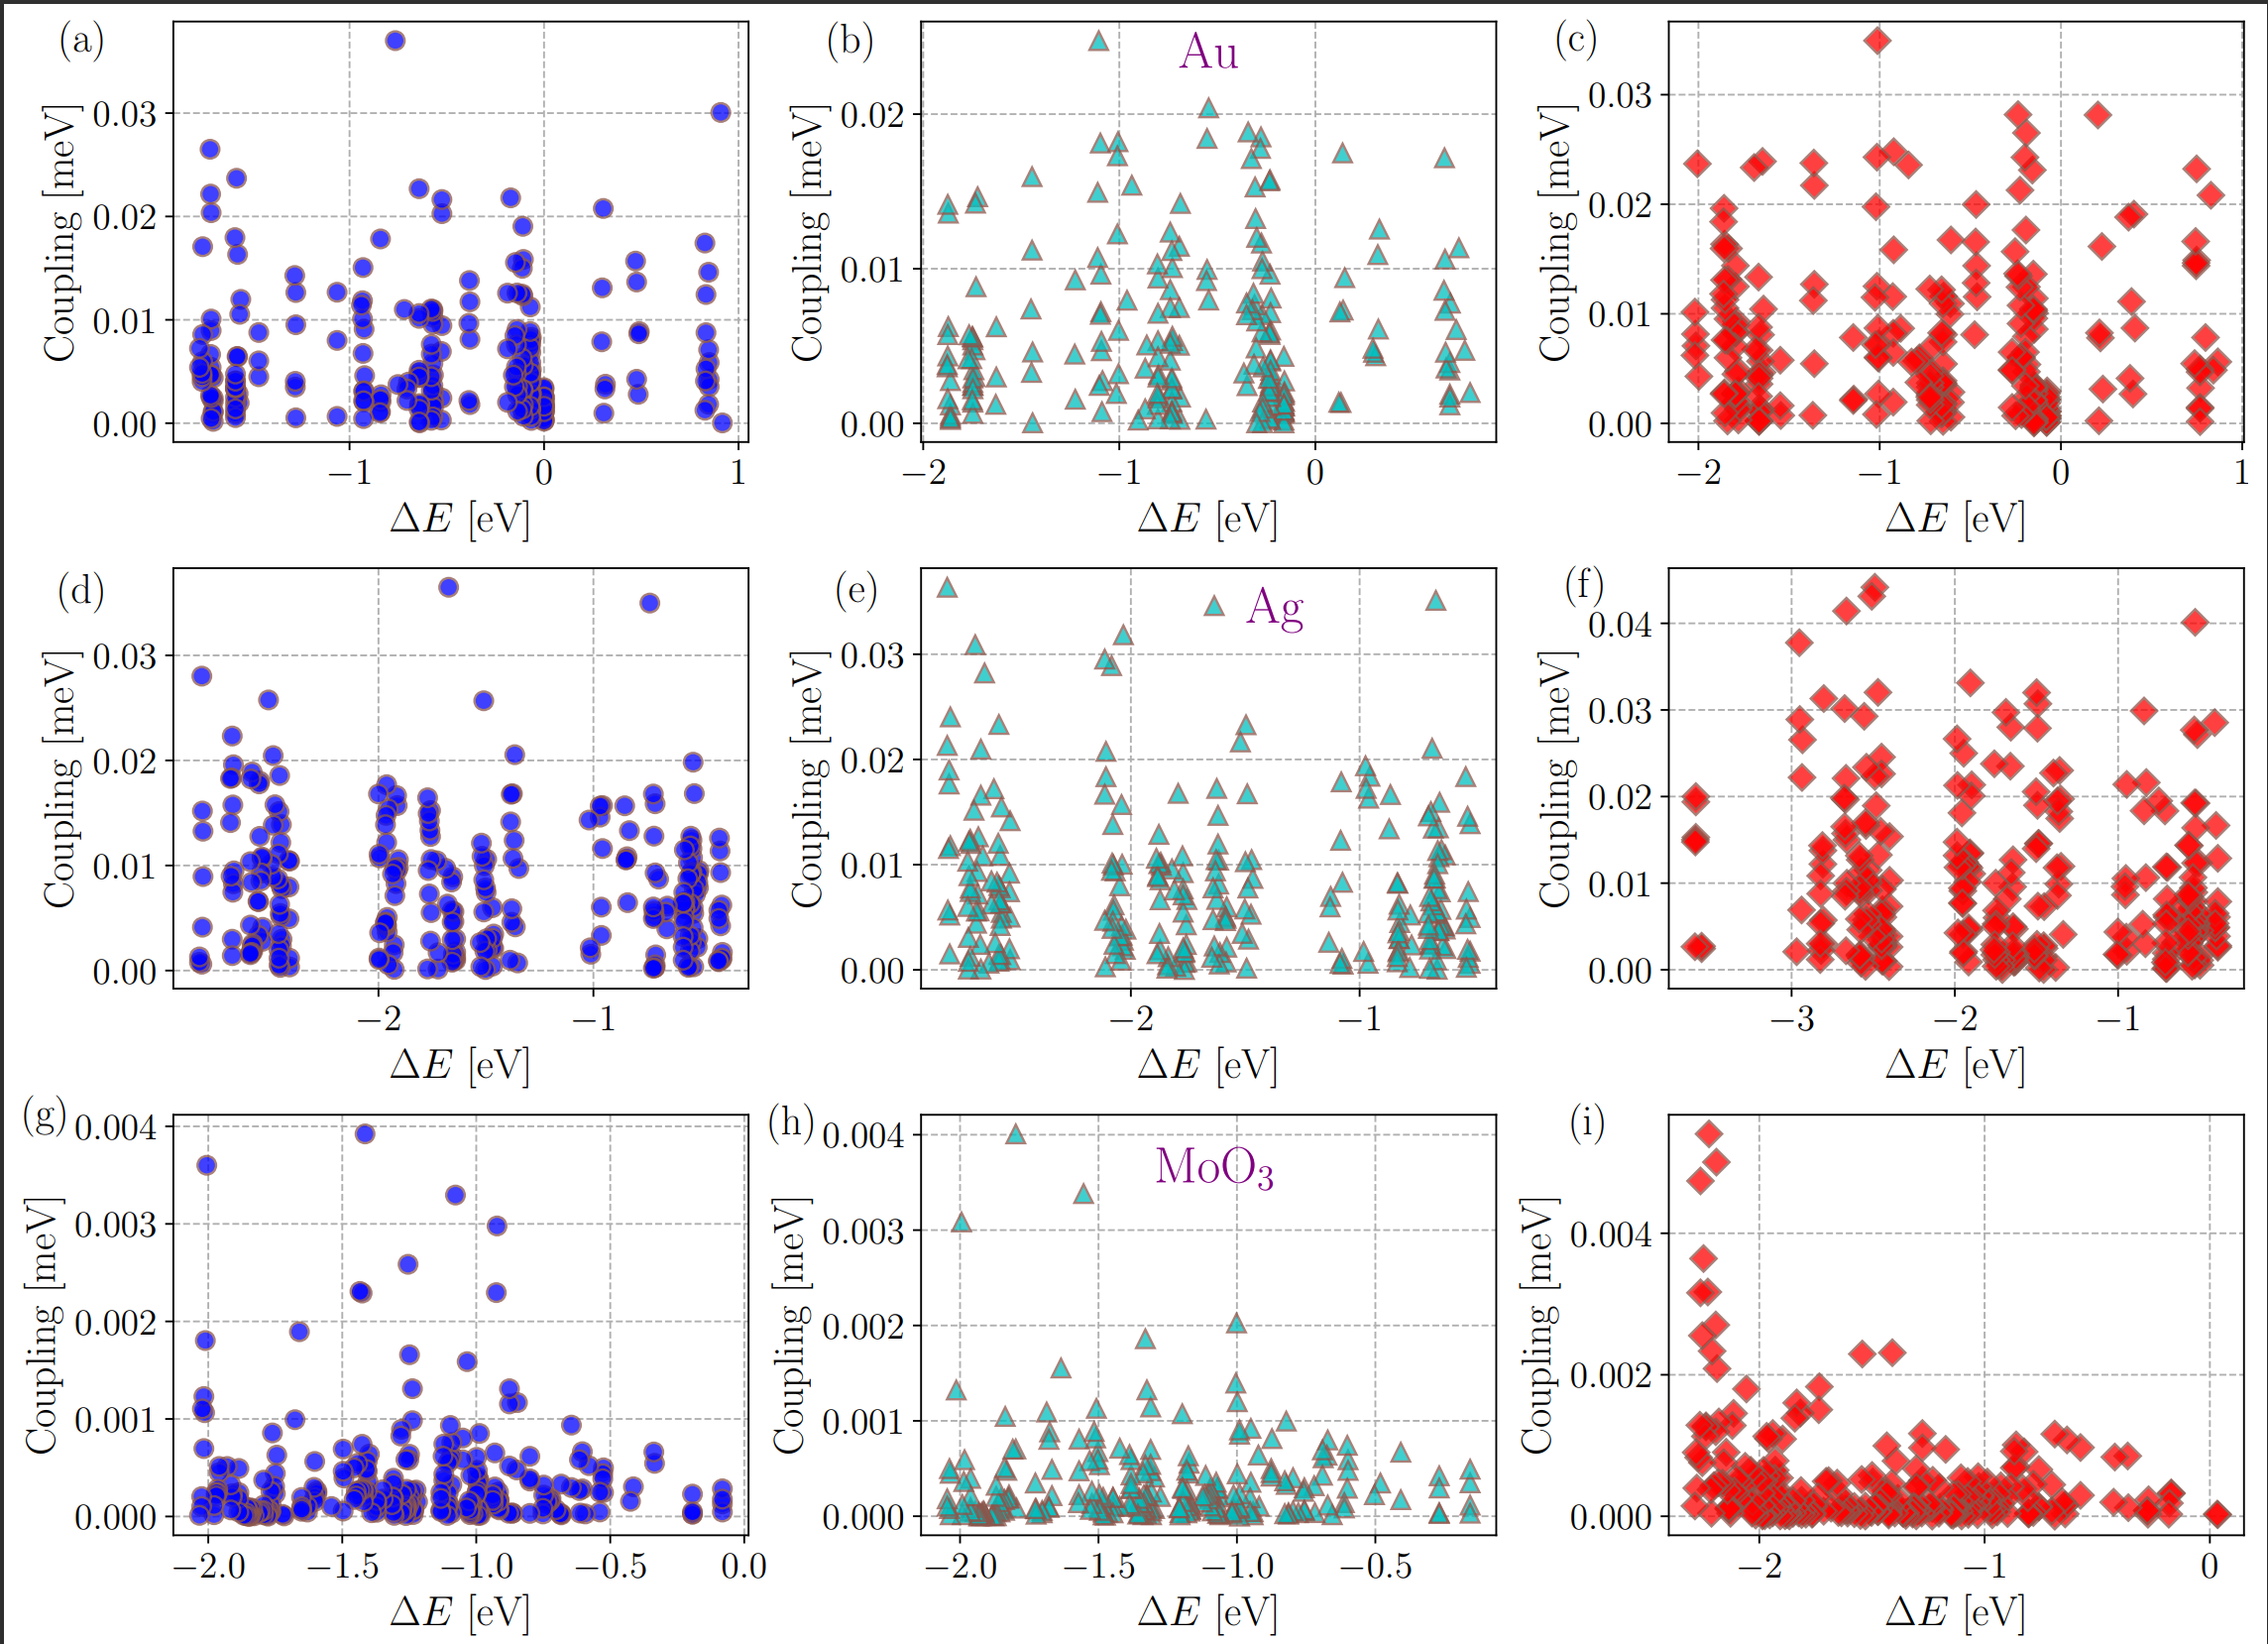 (a)
Coupling [meV]
0.03
0.02
0.01
0.00
−1 0 1
ΔE [eV]
(b)
Au
Coupling [meV]
0.02
0.01
0.00
−2 −1 0
ΔE [eV]
(c)
Coupling [meV]
0.03
0.02
0.01
0.00
−2 −1 0 1
ΔE [eV]
(d)
Coupling [meV]
0.03
0.02
0.01
0.00
−2 −1
ΔE [eV]
(e)
Ag
Coupling [meV]
0.03
0.02
0.01
0.00
−2 −1
ΔE [eV]
(f)
Coupling [meV]
0.04
0.03
0.02
0.01
0.00
−3 −2 −1
ΔE [eV]
(g)
Coupling [meV]
0.004
0.003
0.002
0.001
0.000
−2.0 −1.5 −1.0 −0.5 0.0
ΔE [eV]
(h)
MoO₃
Coupling [meV]
0.004
0.003
0.002
0.001
0.000
−2.0 −1.5 −1.0 −0.5
ΔE [eV]
(i)
Coupling [meV]
0.004
0.002
0.000
−2 −1 0
ΔE [eV]